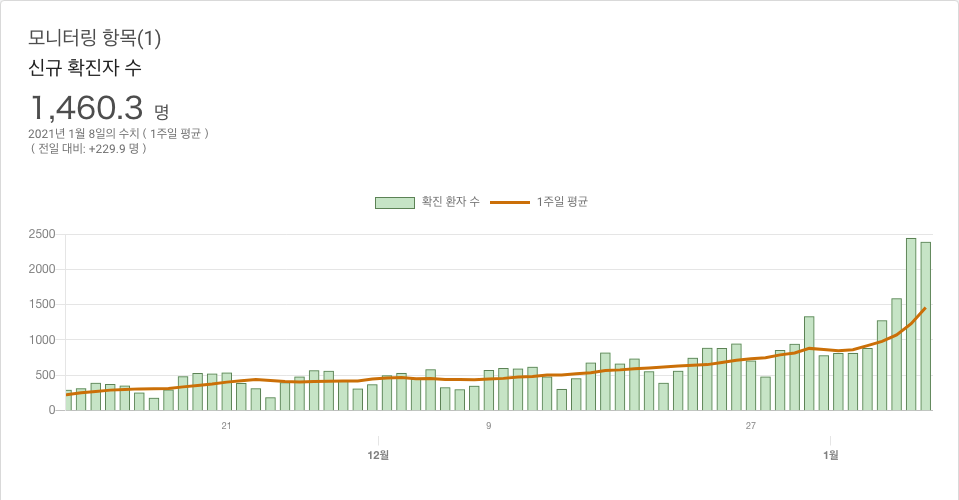 모니터링 항목(1)
신규 확진자 수
1,460.3 명
2021년 1월 8일의 수치 ( 1주일 평균 )
( 전일 대비: +229.9 명 )
확진 환자 수 1주일 평균
2500
2000
1500
1000
500
0
21 9 27
12월 1월